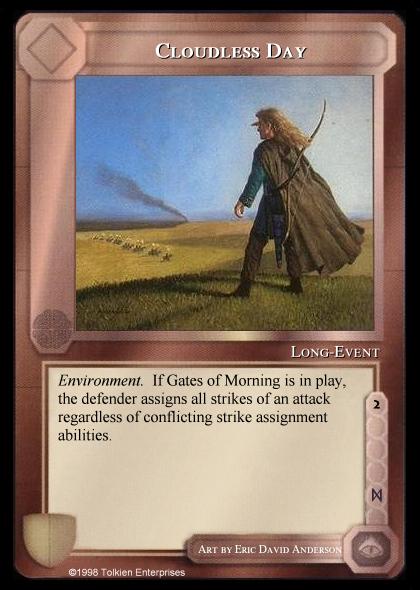 Cloudless Day
Long-Event
Environment. If Gates of Morning is in play,
the defender assigns all strikes of an attack
regardless of conflicting strike assignment
abilities.
2
ᛞ
Art by Eric David Anderson
©1998 Tolkien Enterprises